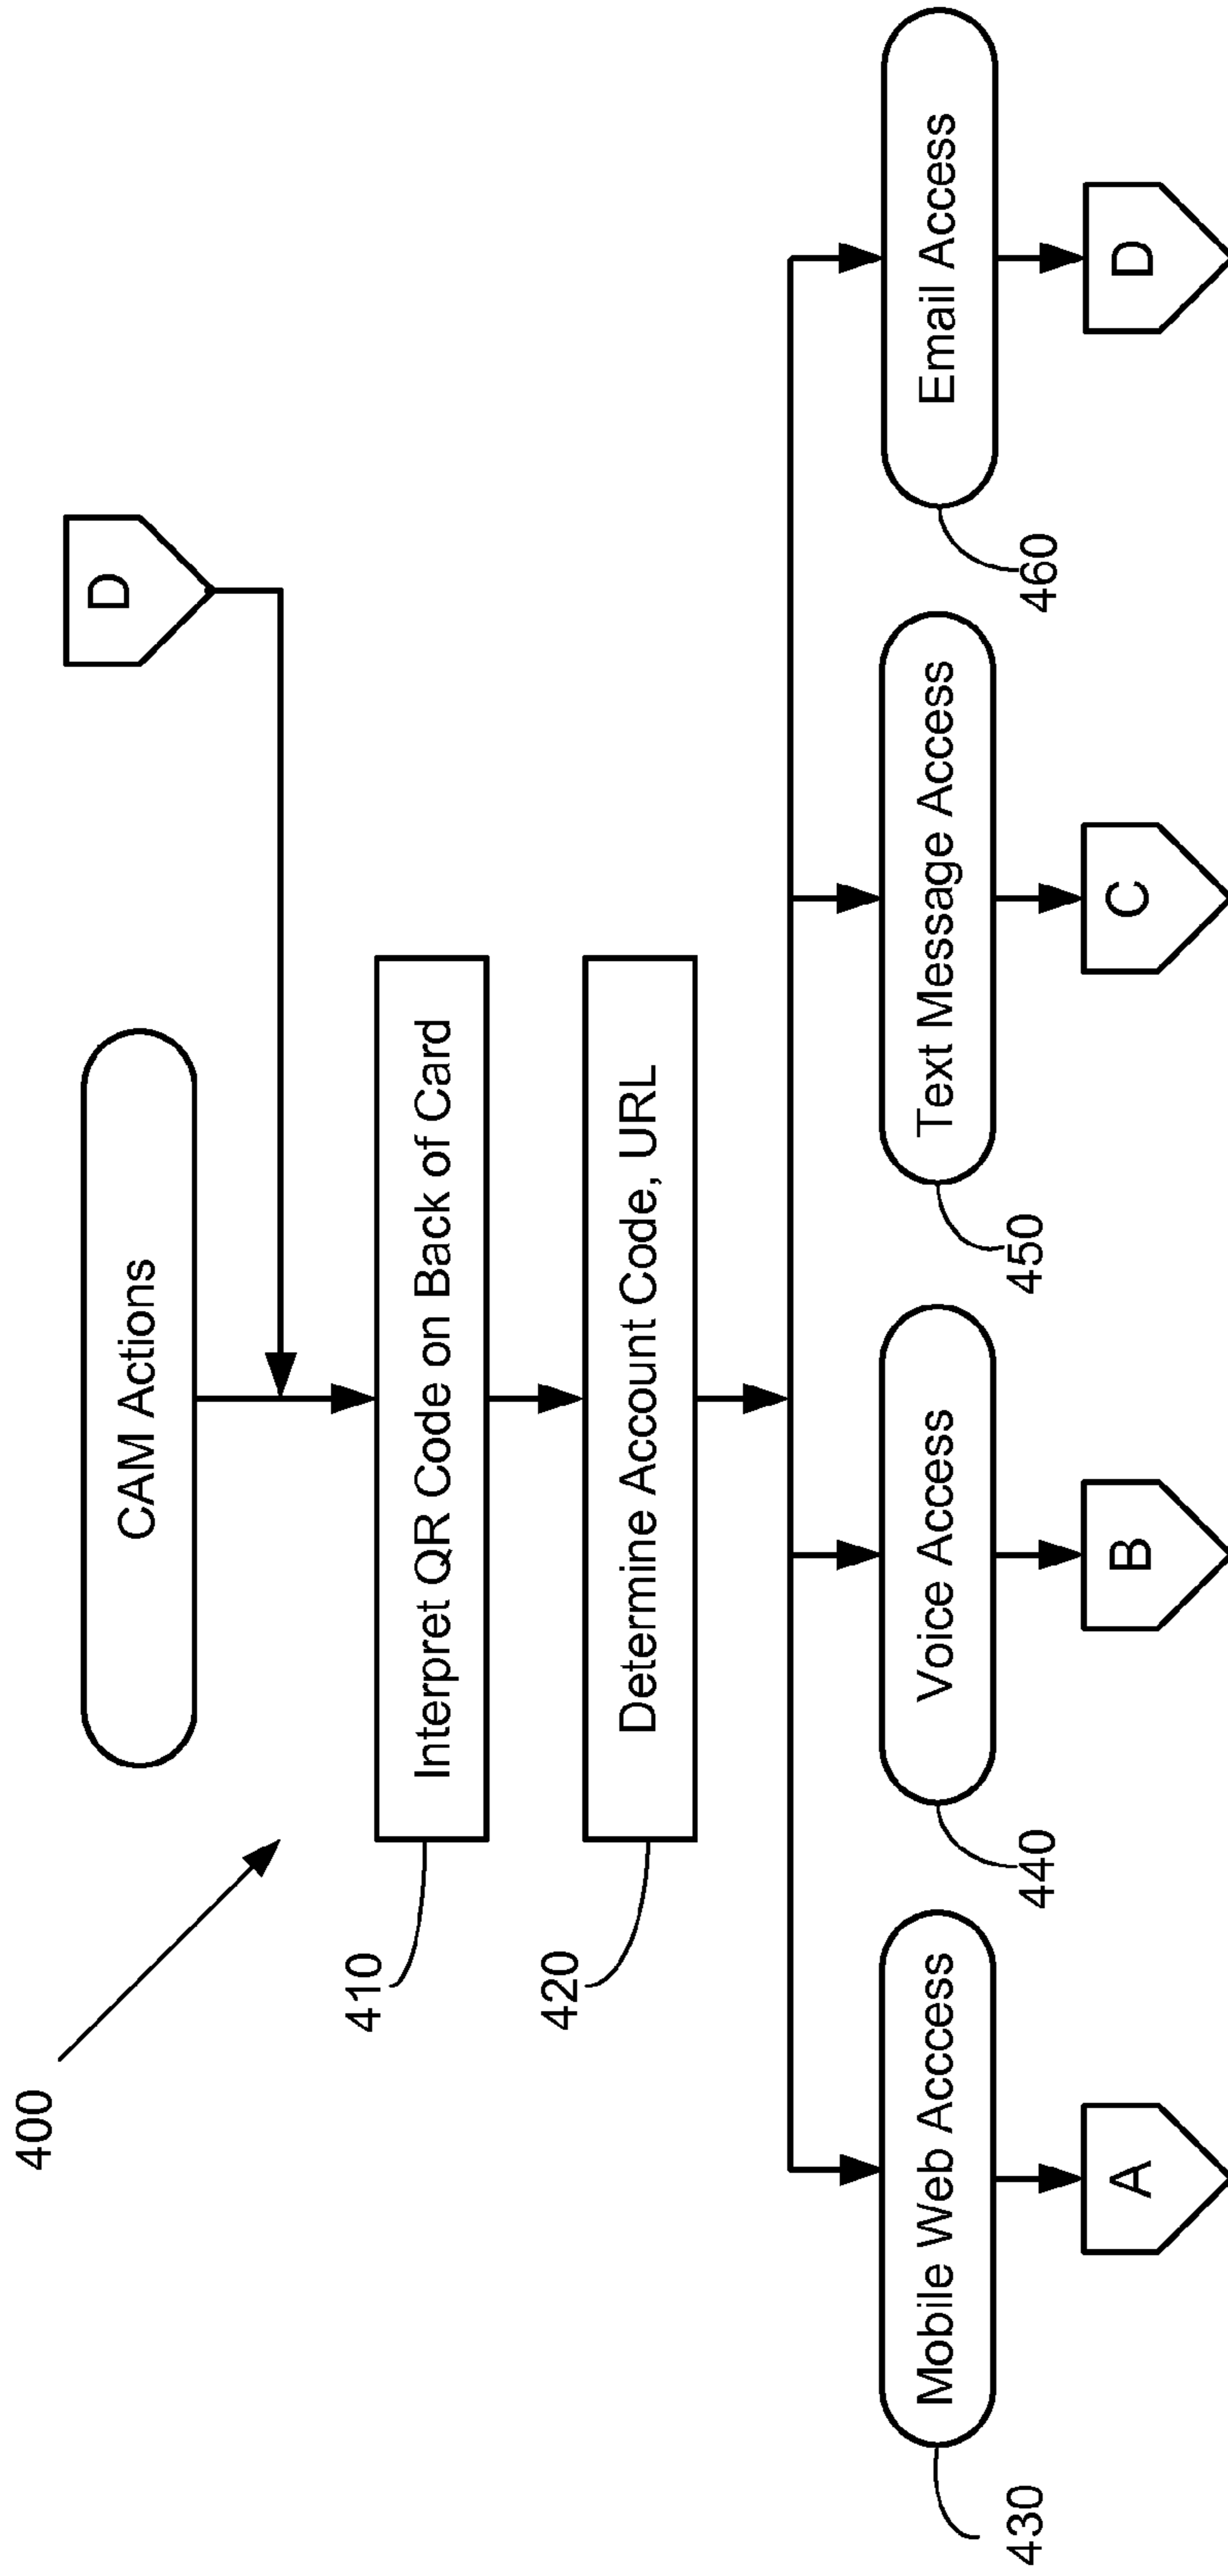 400
CAM Actions
D
410
Interpret QR Code on Back of Card
420
Determine Account Code, URL
430
Mobile Web Access
440
Voice Access
450
Text Message Access
460
Email Access
A
B
C
D